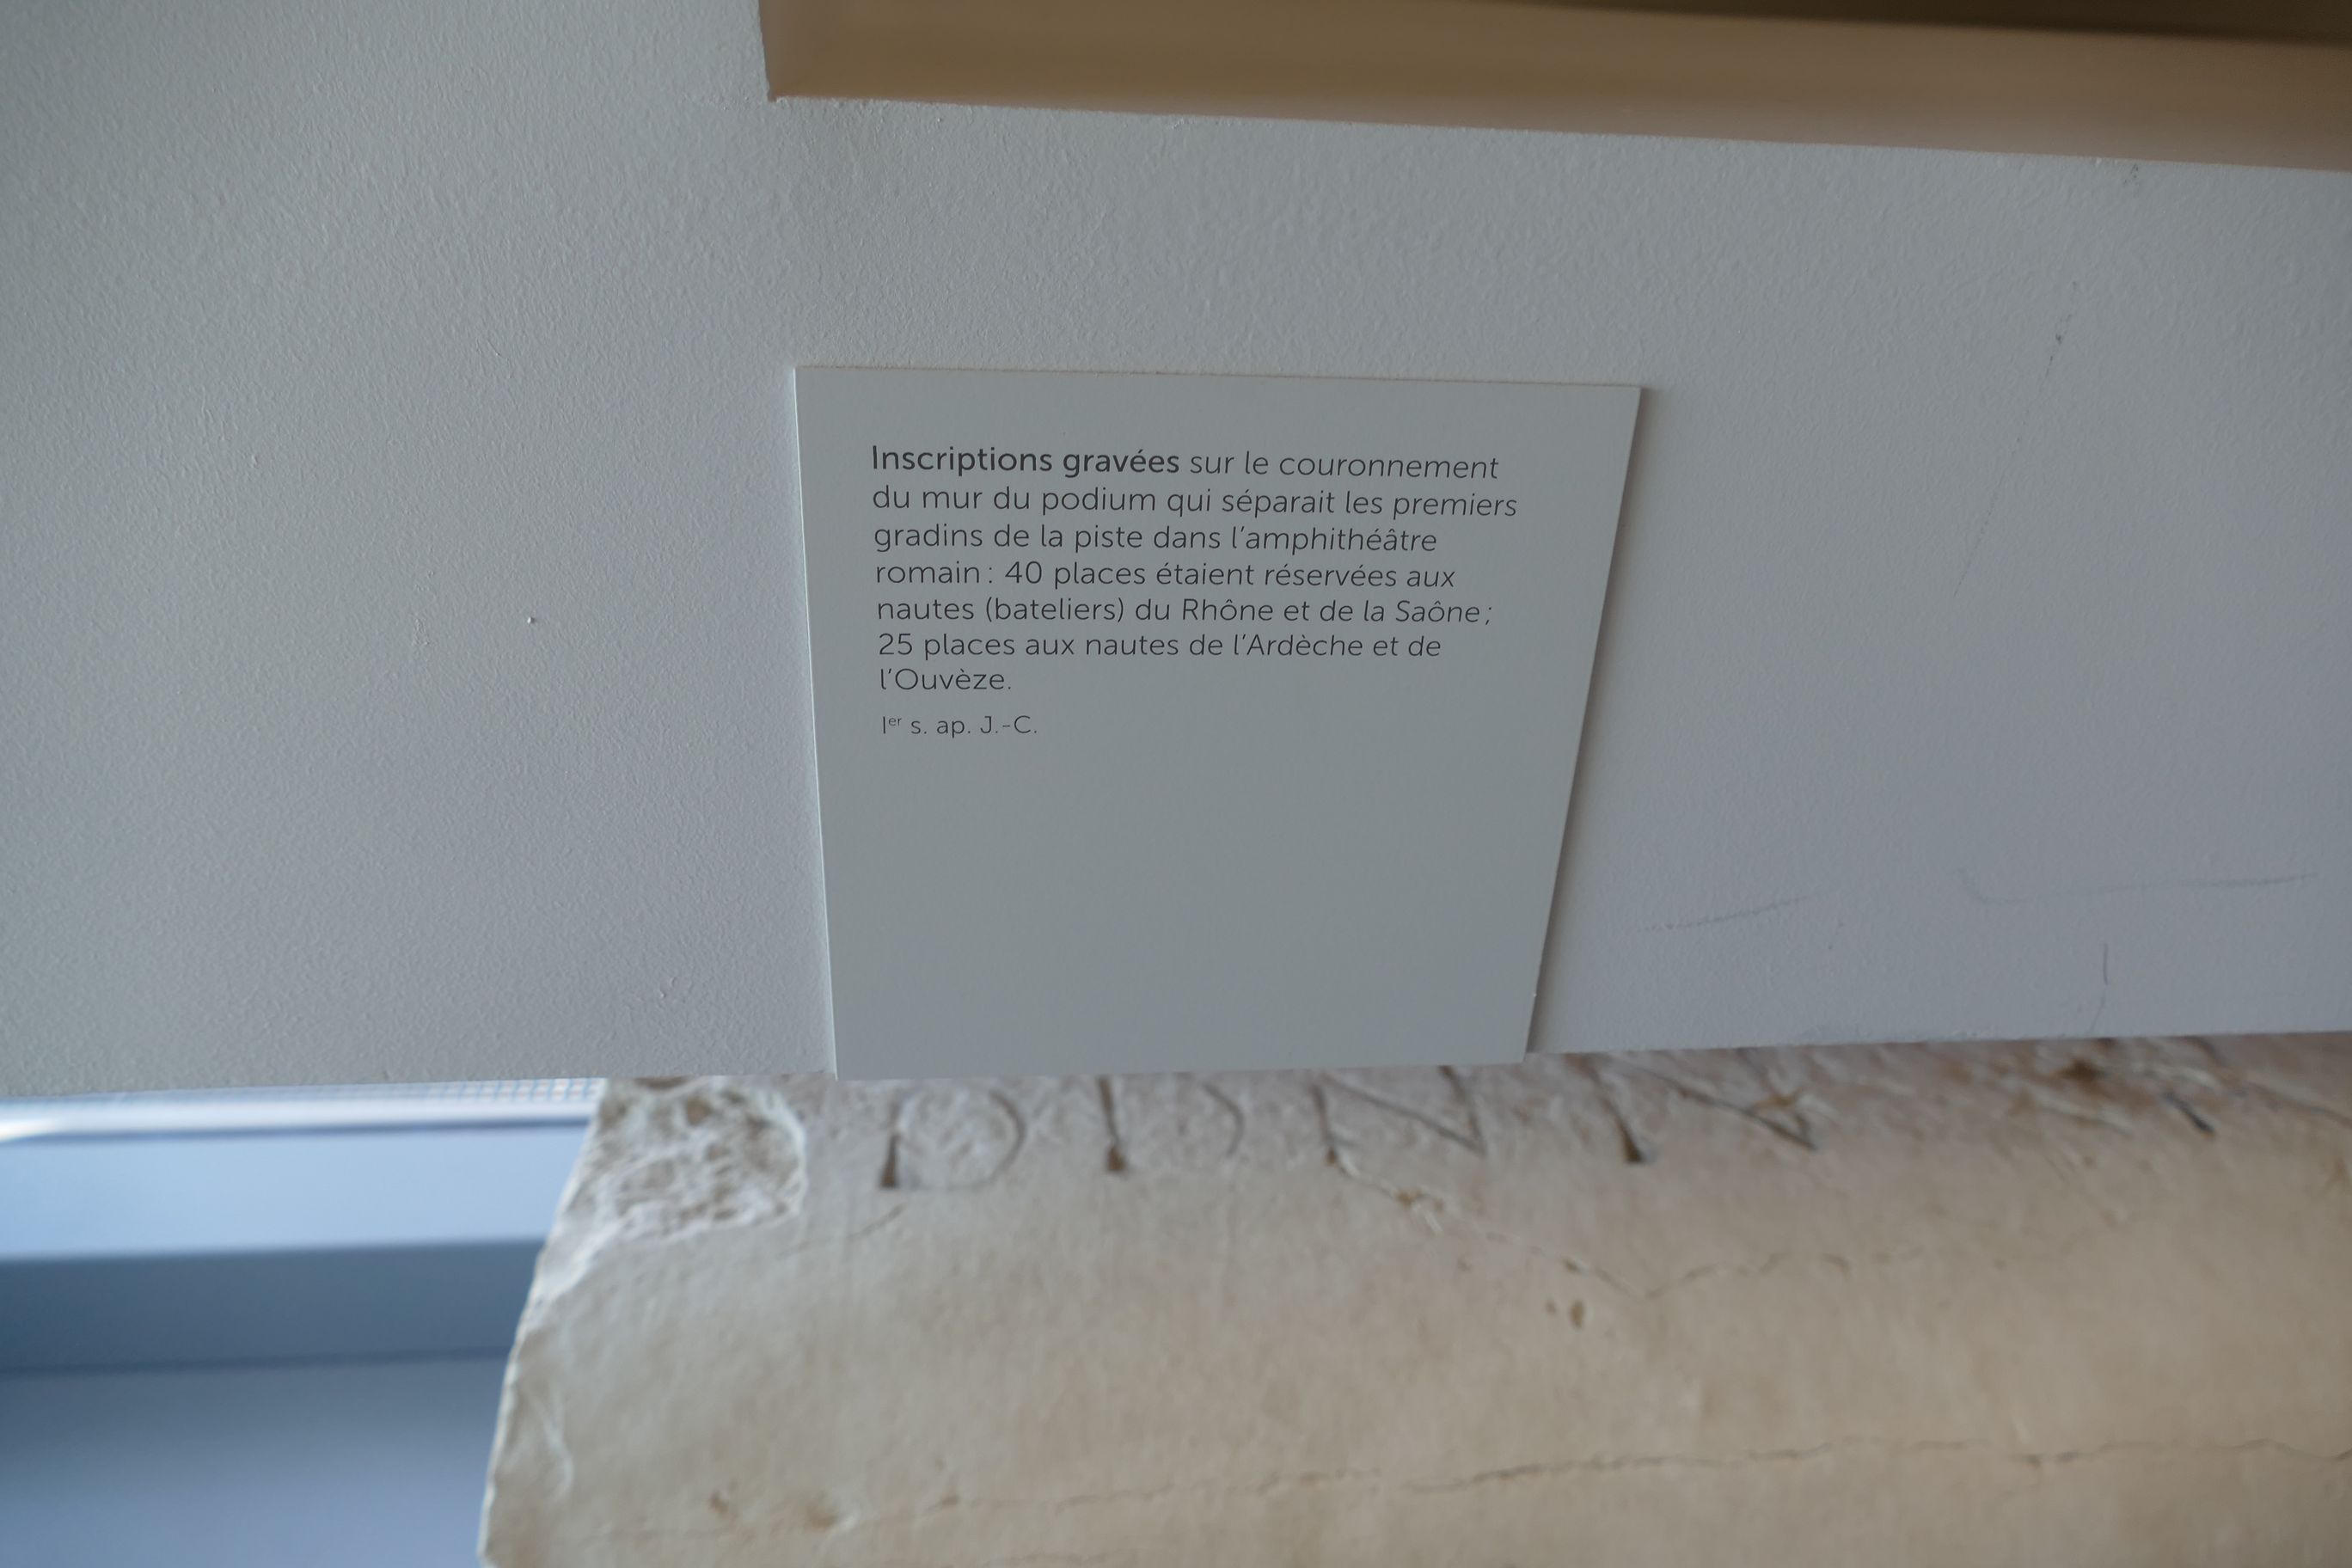 Inscriptions gravées sur le couronnement
du mur du podium qui séparait les premiers
gradins de la piste dans l'amphithéâtre
romain : 40 places étaient réservées aux
nautes (bateliers) du Rhône et de la Saône ;
25 places aux nautes de l'Ardèche et de
l'Ouvèze.
Ier s. ap. J.-C.